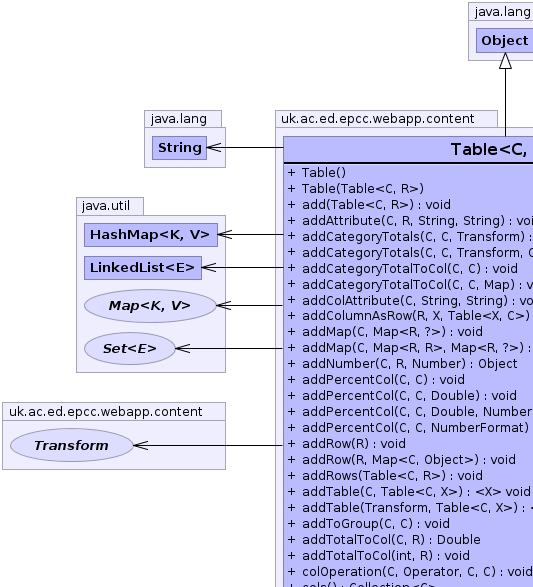 java.lang
Object
java.lang
String
uk.ac.ed.epcc.webapp.content
Table<C,
java.util
HashMap<K, V>
LinkedList<E>
Map<K, V>
Set<E>
uk.ac.ed.epcc.webapp.content
Transform
+ Table()
+ Table(Table<C, R>)
+ add(Table<C, R>) : void
+ addAttribute(C, R, String, String) : voi
+ addCategoryTotals(C, C, Transform) :
+ addCategoryTotals(C, C, Transform, C
+ addCategoryTotalToCol(C, C) : void
+ addCategoryTotalToCol(C, C, Map) : v
+ addColAttribute(C, String, String) : vo
+ addColumnAsRow(R, X, Table<X, C>)
+ addMap(C, Map<R, ?>) : void
+ addMap(C, Map<R, R>, Map<R, ?>) :
+ addNumber(C, R, Number) : Object
+ addPercentCol(C, C) : void
+ addPercentCol(C, C, Double) : void
+ addPercentCol(C, C, Double, Number
+ addPercentCol(C, C, NumberFormat)
+ addRow(R) : void
+ addRow(R, Map<C, Object>) : void
+ addRows(Table<C, R>) : void
+ addTable(C, Table<C, X>) : <X> void
+ addTable(Transform, Table<C, X>) : <
+ addToGroup(C, C) : void
+ addTotalToCol(C, R) : Double
+ addTotalToCol(int, R) : void
+ colOperation(C, Operator, C, C) : void
+ cols() : Collection<C>